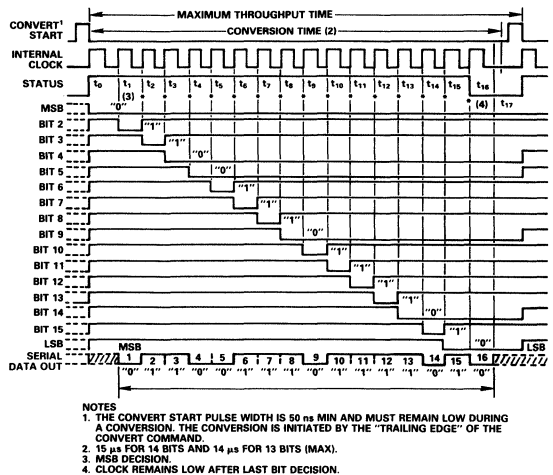 MAXIMUM THROUGHPUT TIME
CONVERT¹ START
CONVERSION TIME (2)
INTERNAL CLOCK
STATUS t0 t1 t2 t3 t4 t5 t6 t7 t8 t9 t10 t11 t12 t13 t14 t15 t16
(3) (4) t17
MSB "0"
BIT 2 "1"
BIT 3 "1"
BIT 4 "0"
BIT 5 "0"
BIT 6 "1"
BIT 7 "1"
BIT 8 "1"
BIT 9 "0"
BIT 10 "1"
BIT 11 "1"
BIT 12 "1"
BIT 13 "1"
BIT 14 "0"
BIT 15 "1"
LSB "0" LSB
MSB
SERIAL DATA OUT 1 2 3 4 5 6 7 8 9 10 11 12 13 14 15 16
"0" "1" "1" "0" "0" "1" "1" "1" "0" "1" "1" "1" "1" "0" "1" "0"
NOTES
1. THE CONVERT START PULSE WIDTH IS 50 ns MIN AND MUST REMAIN LOW DURING
A CONVERSION. THE CONVERSION IS INITIATED BY THE "TRAILING EDGE" OF THE
CONVERT COMMAND.
2. 15 µs FOR 14 BITS AND 14 µs FOR 13 BITS (MAX).
3. MSB DECISION.
4. CLOCK REMAINS LOW AFTER LAST BIT DECISION.